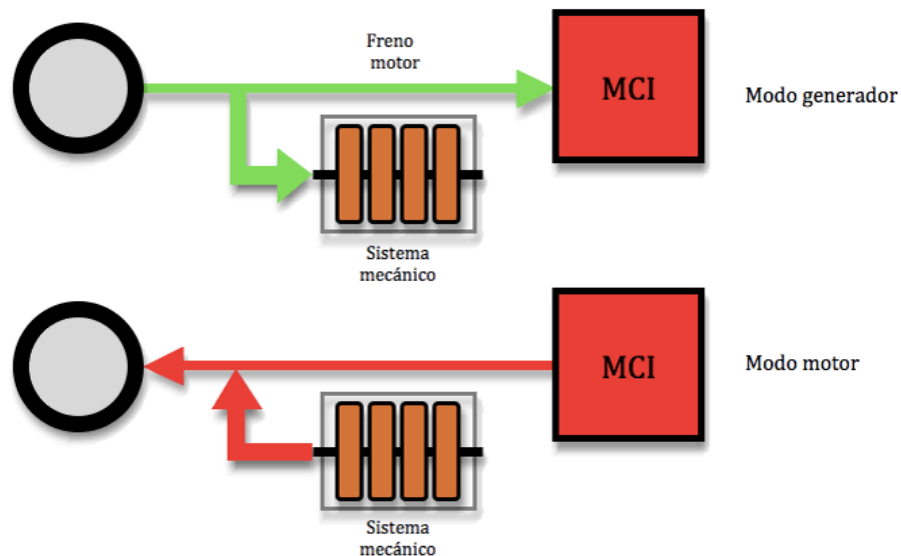 Freno
motor
MCI
Modo generador
Sistema
mecánico
MCI
Modo motor
Sistema
mecánico